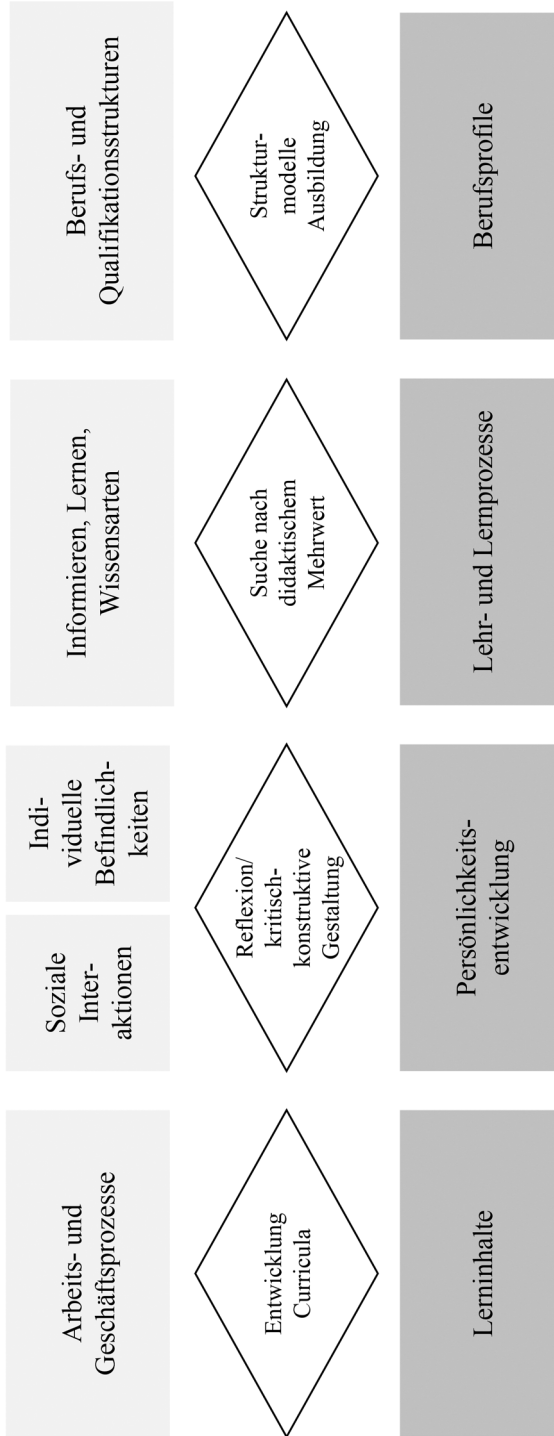 Arbeits- und
Geschäftsprozesse
Soziale
Inter-
aktionen
Indi-
viduelle
Befindlich-
keiten
Informieren, Lernen,
Wissensarten
Berufs- und
Qualifikationsstrukturen
Entwicklung
Curricula
Reflexion/
kritisch-
konstruktive
Gestaltung
Suche nach
didaktischem
Mehrwert
Struktur-
modelle
Ausbildung
Lerninhalte
Persönlichkeits-
entwicklung
Lehr- und Lernprozesse
Berufsprofile